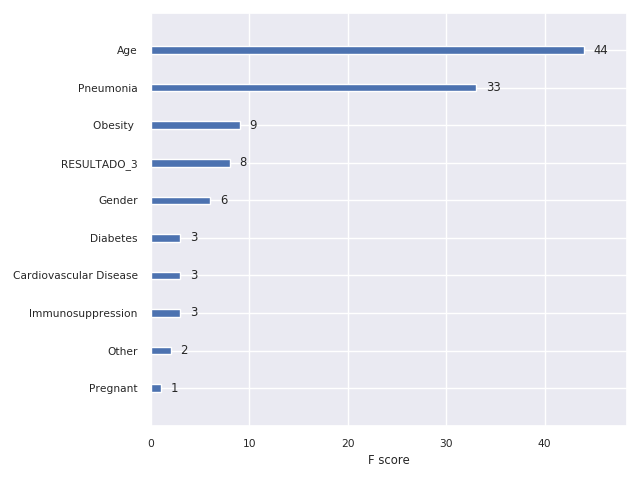 Age 44
Pneumonia 33
Obesity 9
RESULTADO_3 8
Gender 6
Diabetes 3
Cardiovascular Disease 3
Immunosuppression 3
Other 2
Pregnant 1
0 10 20 30 40
F score